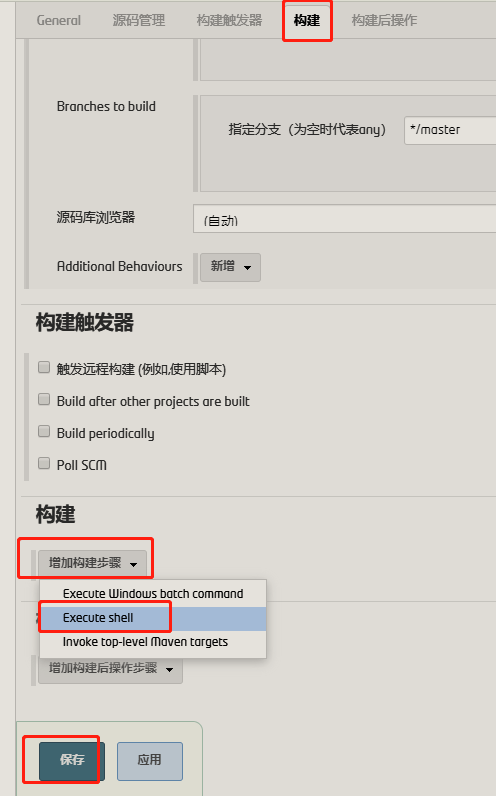 General 源码管理 构建触发器 构建 构建后操作
Branches to build
指定分支（为空时代表any） */master
源码库浏览器 (自动)
Additional Behaviours 新增
构建触发器
触发远程构建 (例如,使用脚本)
Build after other projects are built
Build periodically
Poll SCM
构建
增加构建步骤
Execute Windows batch command
Execute shell
Invoke top-level Maven targets
增加构建后操作步骤
保存 应用